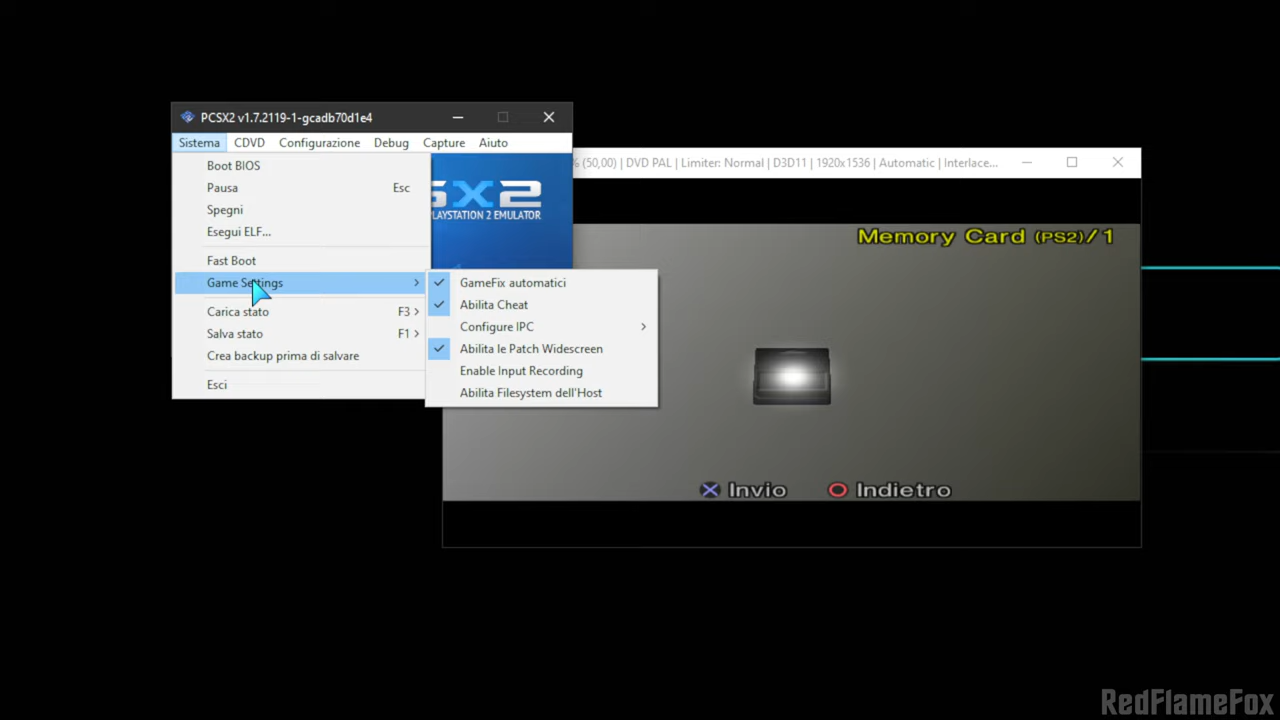 PCSX2 v1.7.2119-1-gcadb70d1e4
Sistema CDVD Configurazione Debug Capture Aiuto
Boot BIOS
Pausa Esc
Spegni
Esegui ELF...
Fast Boot
Game Settings
Carica stato F3
Salva stato F1
Crea backup prima di salvare
Esci
GameFix automatici
Abilita Cheat
Configure IPC
Abilita le Patch Widescreen
Enable Input Recording
Abilita Filesystem dell'Host
SX2
PLAYSTATION 2 EMULATOR
% (50,00) | DVD PAL | Limiter: Normal | D3D11 | 1920x1536 | Automatic | Interlace...
Memory Card (PS2)/1
Invio Indietro
RedFlameFox